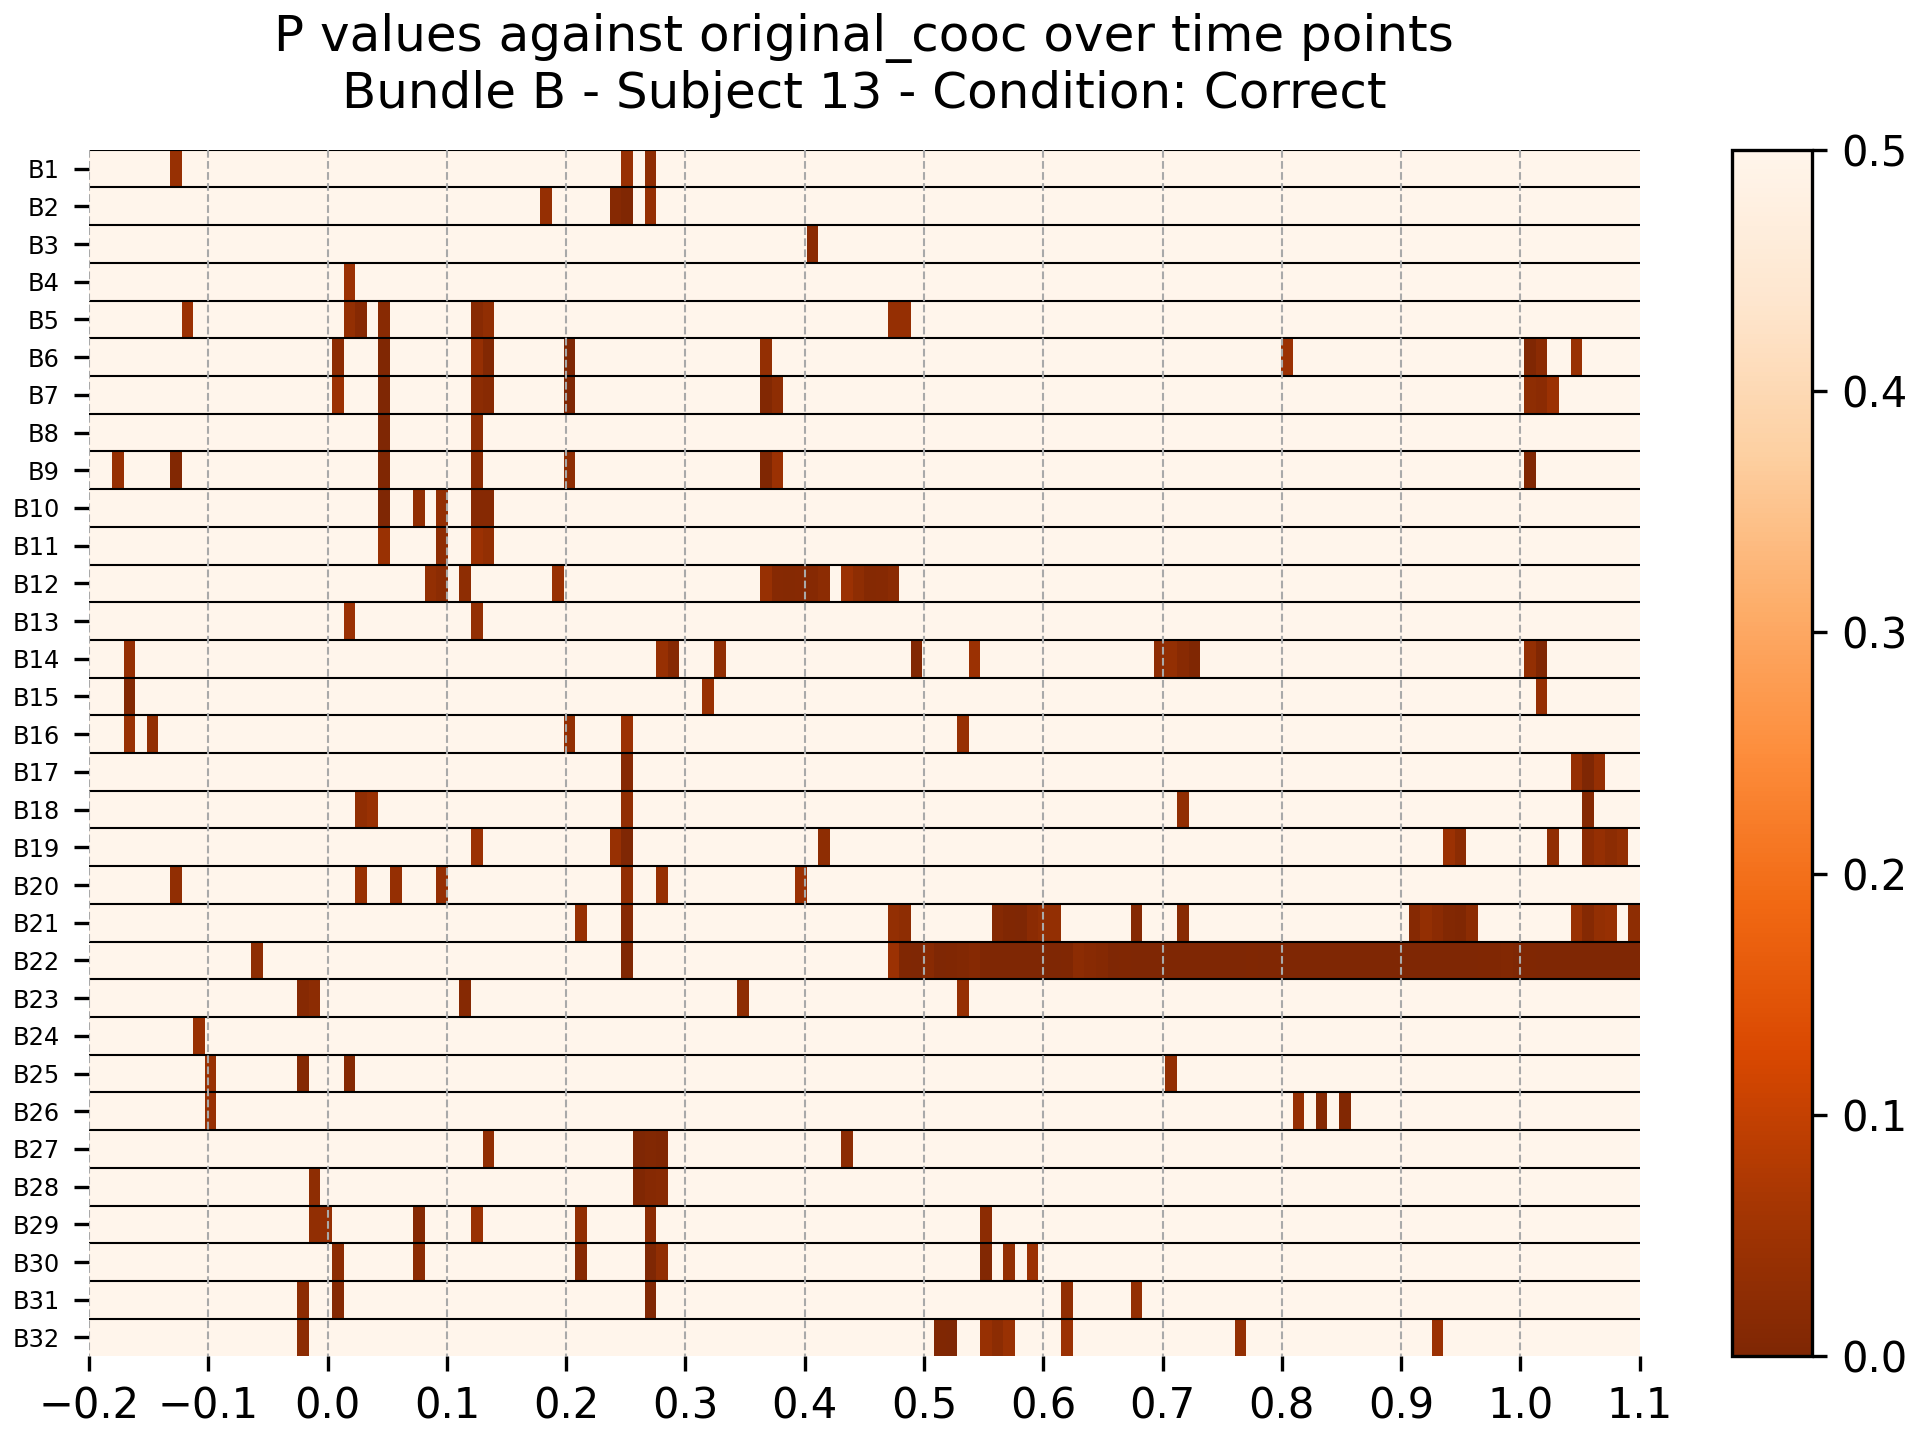 P values against original_cooc over time points
Bundle B - Subject 13 - Condition: Correct
B1
B2
B3
B4
B5
B6
B7
B8
B9
B10
B11
B12
B13
B14
B15
B16
B17
B18
B19
B20
B21
B22
B23
B24
B25
B26
B27
B28
B29
B30
B31
B32
−0.2 −0.1 0.0 0.1 0.2 0.3 0.4 0.5 0.6 0.7 0.8 0.9 1.0 1.1
0.5
0.4
0.3
0.2
0.1
0.0